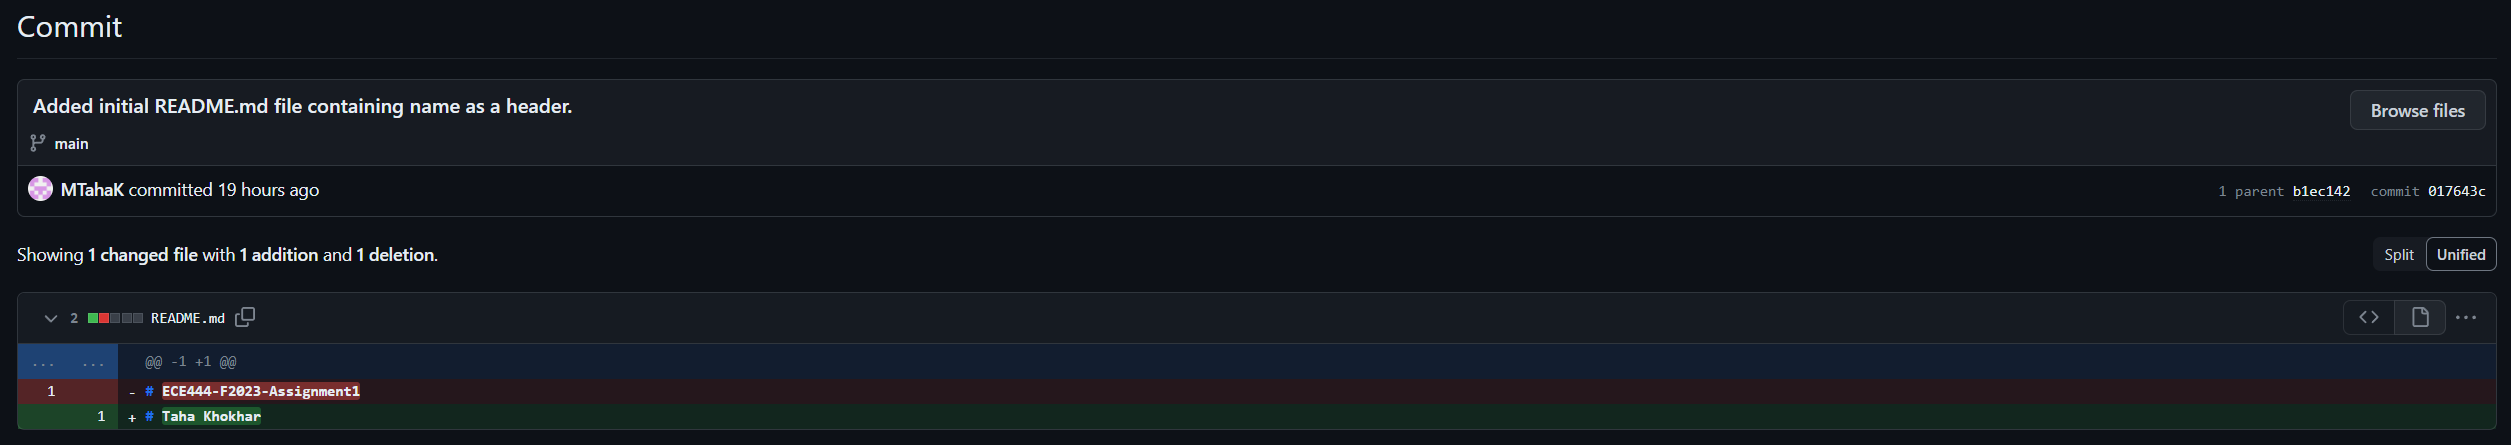 Commit
Added initial README.md file containing name as a header.
Browse files
main
MTahaK committed 19 hours ago
1 parent b1ec142 commit 017643c
Showing 1 changed file with 1 addition and 1 deletion.
Split Unified
2 README.md
... ... @@ -1 +1 @@
1 - # ECE444-F2023-Assignment1
1 + # Taha Khokhar